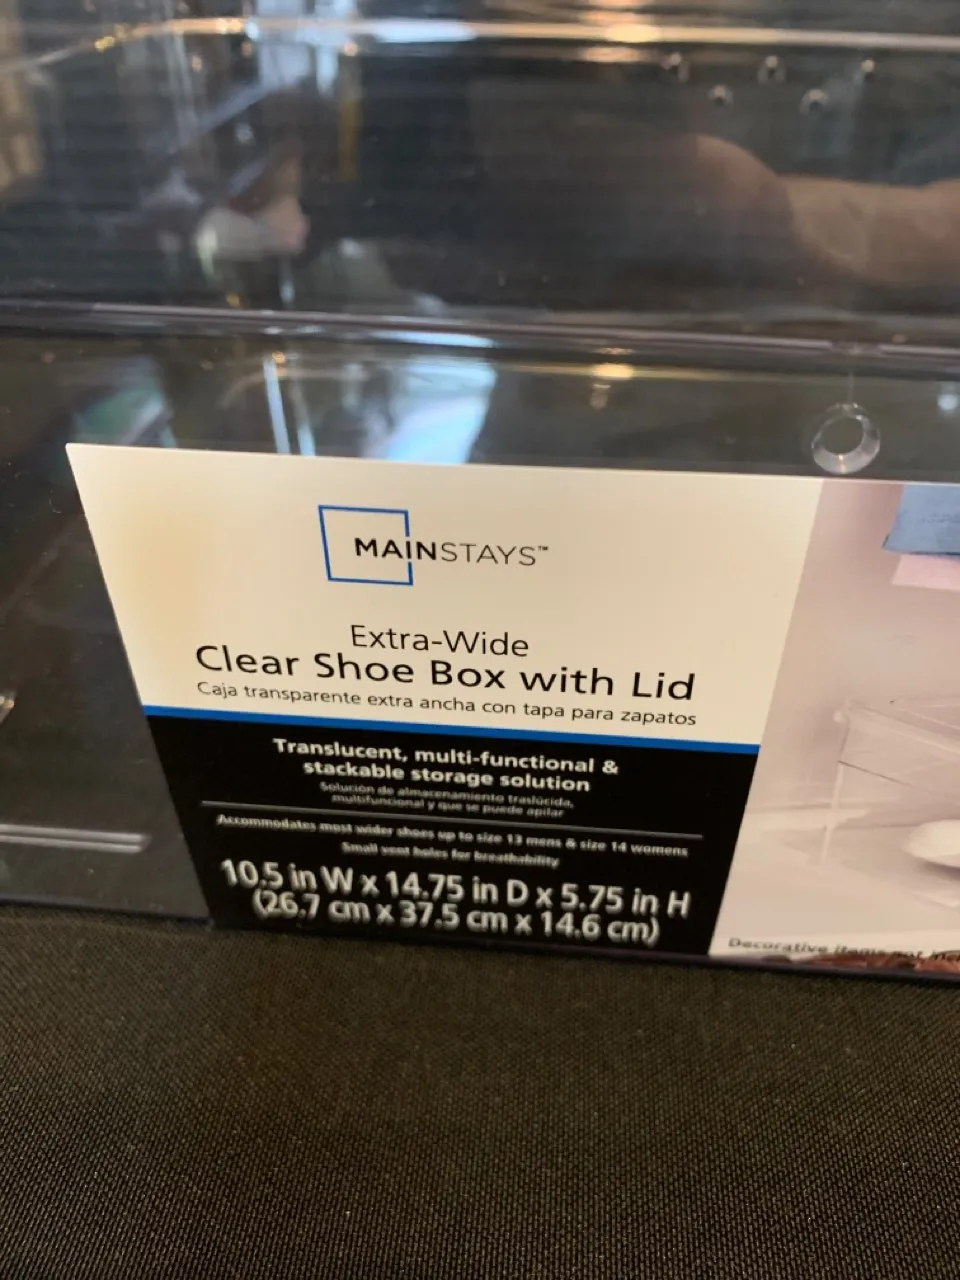 MAINSTAYS™
Extra-Wide
Clear Shoe Box with Lid
Caja transparente extra ancha con tapa para zapatos
Translucent, multi-functional &
stackable storage solution
Solución de almacenamiento traslúcida,
multifuncional y que se puede apilar
Accommodates most wider shoes up to size 13 mens & size 14 womens
Small vent holes for breathability
10.5 in W x 14.75 in D x 5.75 in H
(26.7 cm x 37.5 cm x 14.6 cm)
Decorative items not